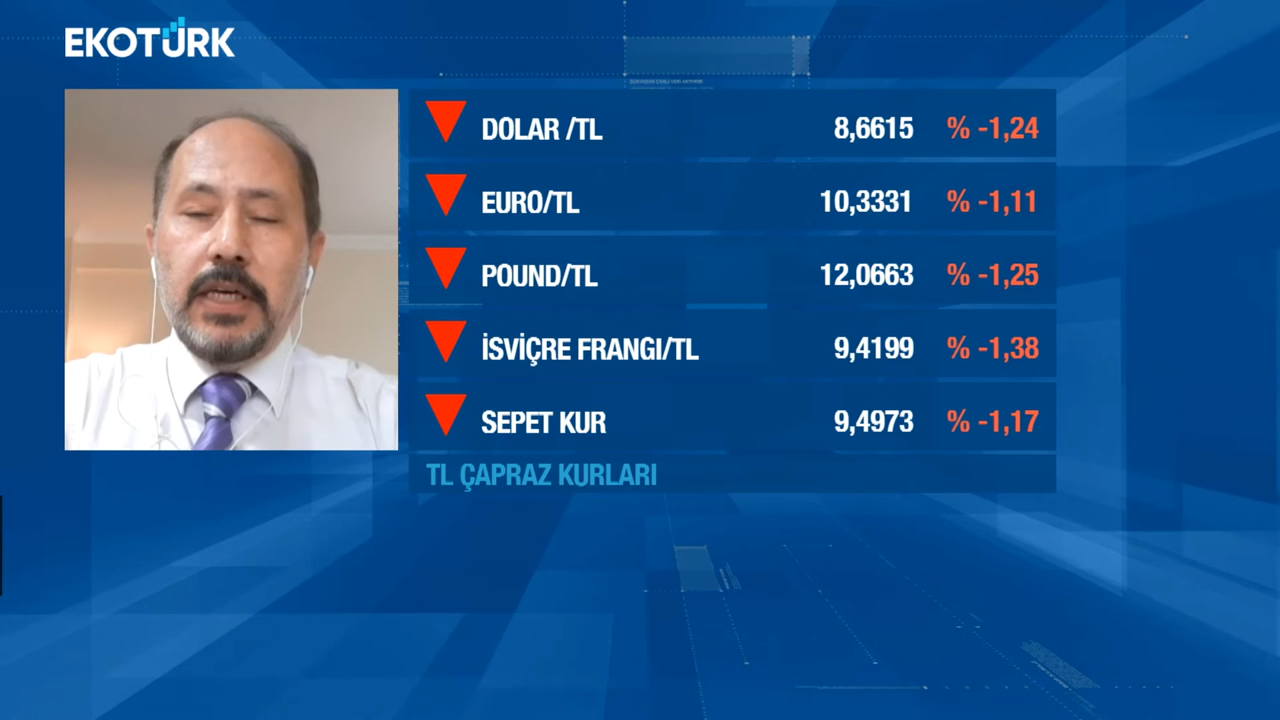 EKOTÜRK
DOLAR /TL 8,6615 % -1,24
EURO/TL 10,3331 % -1,11
POUND/TL 12,0663 % -1,25
İSVİÇRE FRANGI/TL 9,4199 % -1,38
SEPET KUR 9,4973 % -1,17
TL ÇAPRAZ KURLARI